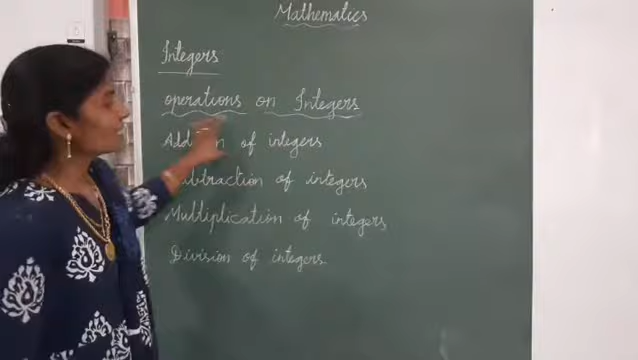 Mathematics
Integers
operations on Integers
of integers
of integers
Multiplication of integers
Division of integers.